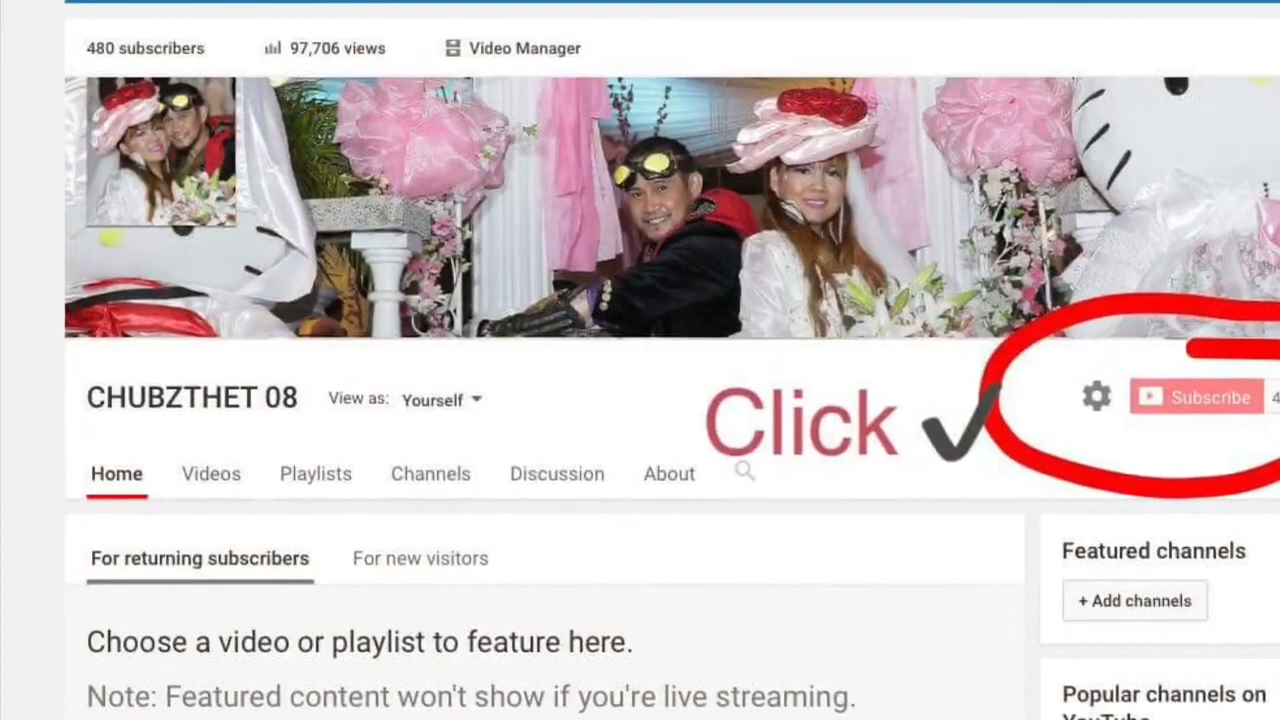 480 subscribers
97,706 views
Video Manager
CHUBZTHET 08
View as: Yourself
Click
Subscribe
4
Home
Videos
Playlists
Channels
Discussion
About
For returning subscribers
For new visitors
Featured channels
+ Add channels
Choose a video or playlist to feature here.
Note: Featured content won't show if you're live streaming.
Popular channels on
YouTube